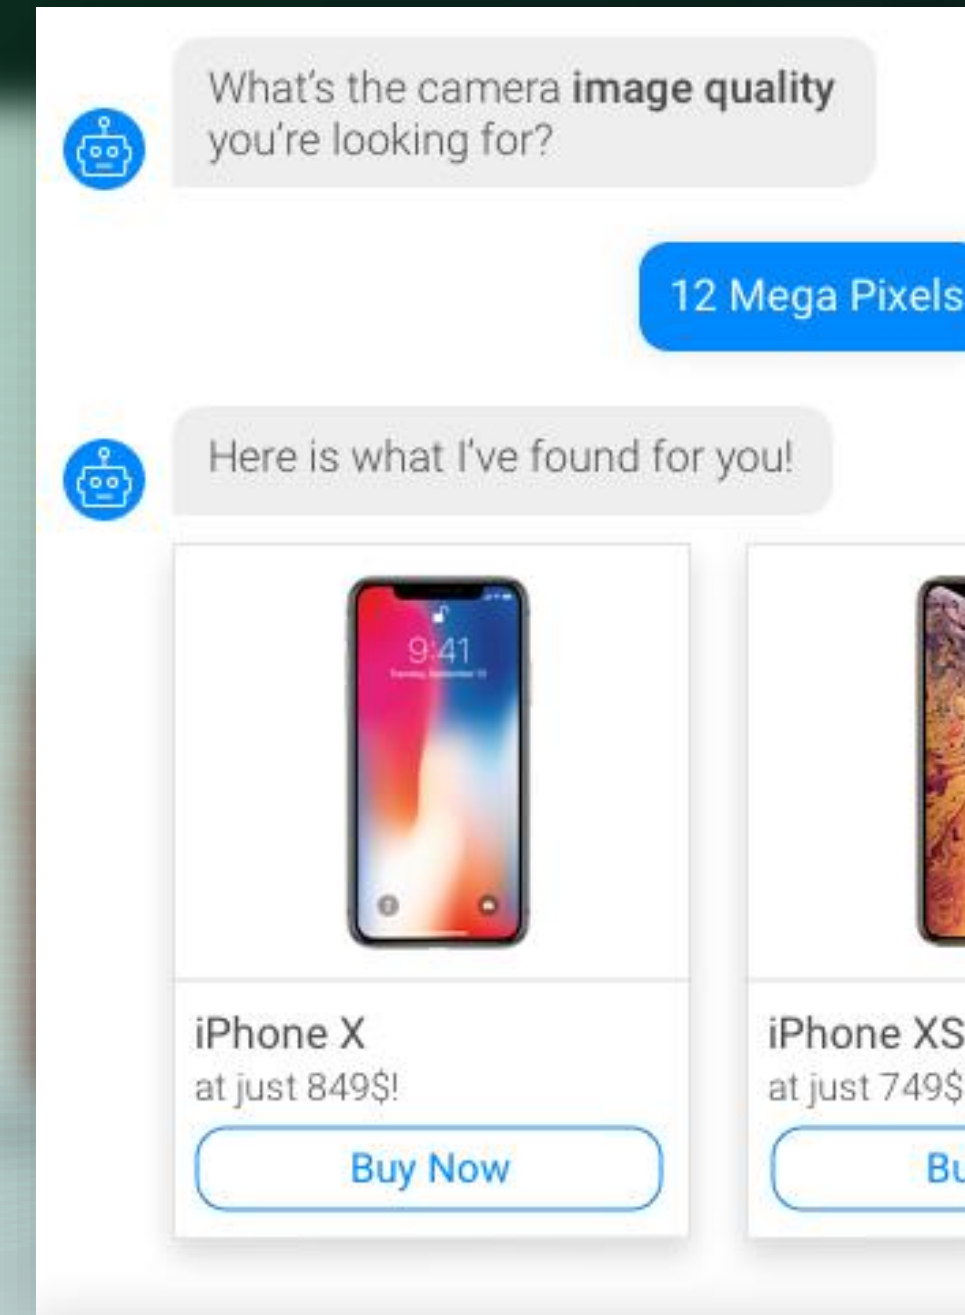 What's the camera image quality
you're looking for?
12 Mega Pixels
Here is what I've found for you!
9:41
iPhone X
at just 849$!
Buy Now
iPhone XS
at just 749$
Bu